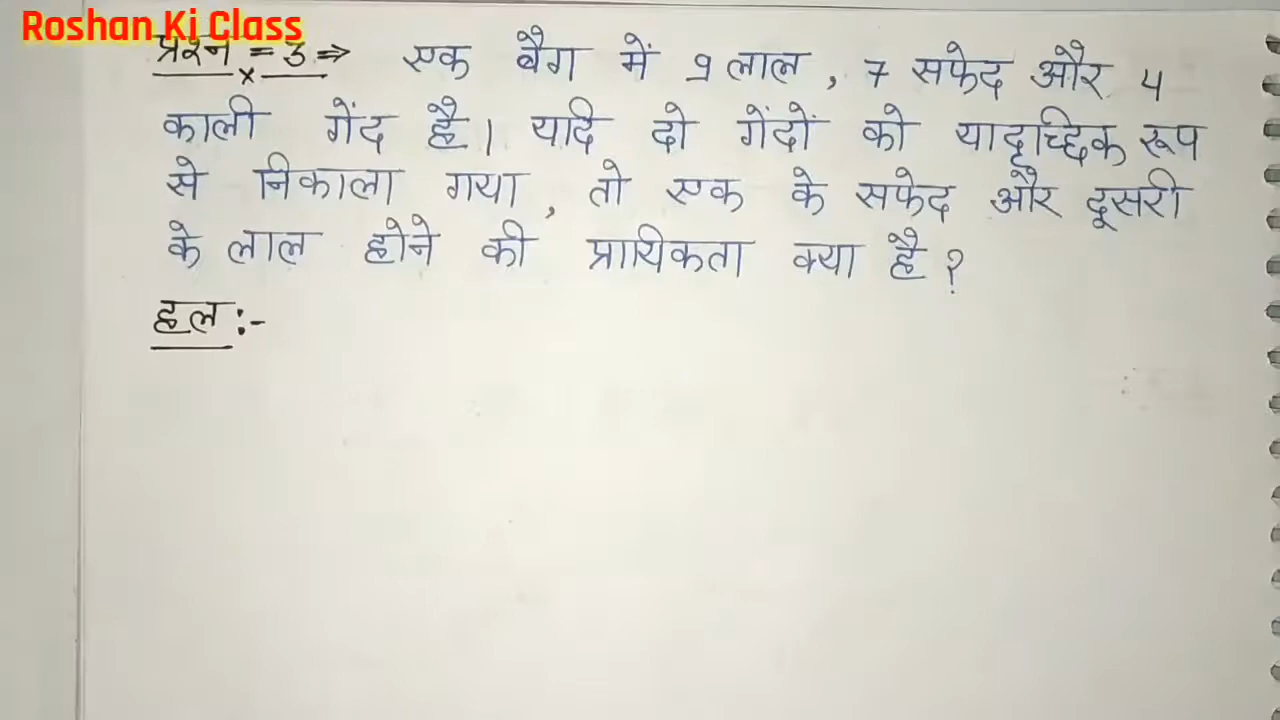 Roshan Ki Class
प्रश्न = 3 ⇒ एक बैग में 9 लाल, 7 सफेद और 4
काली गेंद है। यदि दो गेंदों को यादृच्छिक रूप
से निकाला गया, तो एक के सफेद और दूसरी
के लाल होने की प्रायिकता क्या है?
हल :-